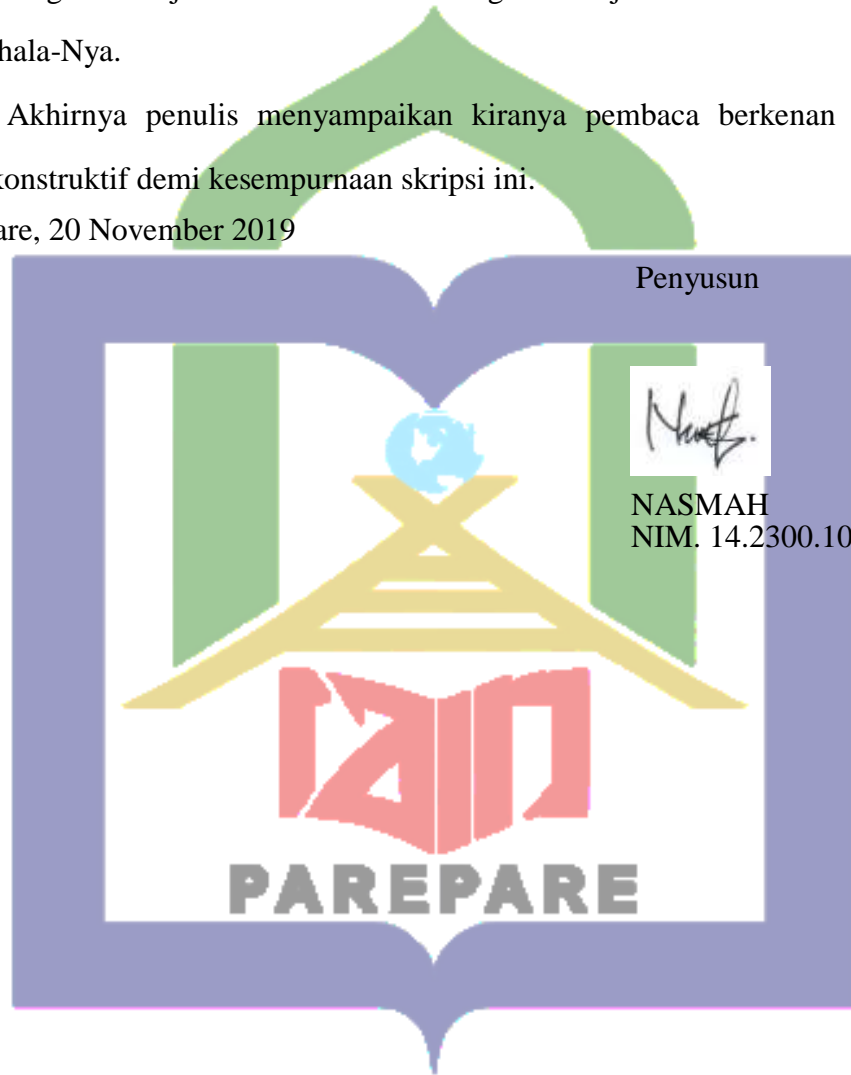 hala-Nya.
Akhirnya penulis menyampaikan kiranya pembaca berkenan
konstruktif demi kesempurnaan skripsi ini.
are, 20 November 2019
Penyusun
NASMAH
NIM. 14.2300.10
iain
PAREPARE